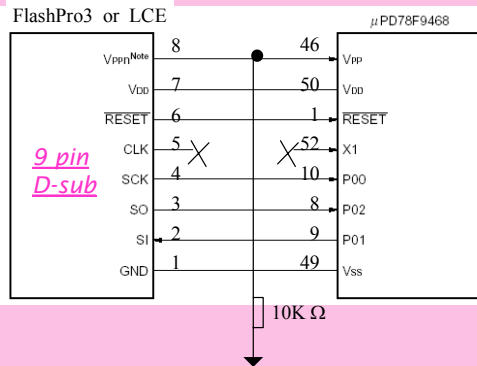 FlashPro3 or LCE
μPD78F9468
VPPnNote 8 46 VPP
VDD 7 50 VDD
RESET 6 1 RESET
CLK 5 52 X1
SCK 4 10 P00
SO 3 8 P02
SI 2 9 P01
GND 1 49 VSS
9 pin
D-sub
10K Ω